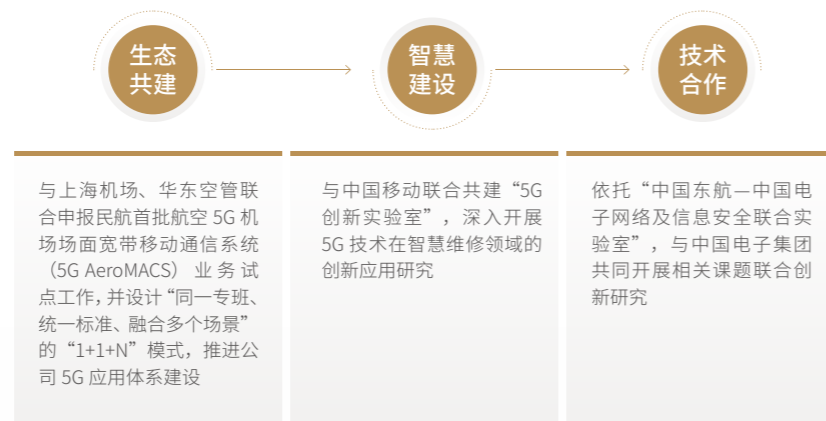 生态
共建
智慧
建设
技术
合作
与上海机场、华东空管联
合申报民航首批航空 5G 机
场场面宽带移动通信系统
（5G AeroMACS）业务试
点工作，并设计“同一专班、
统一标准、融合多个场景”
的“1+1+N”模式，推进公
司 5G 应用体系建设
与中国移动联合共建“5G
创新实验室”，深入开展
5G 技术在智慧维修领域的
创新应用研究
依托“中国东航—中国电
子网络及信息安全联合实
验室”，与中国电子集团
共同开展相关课题联合创
新研究